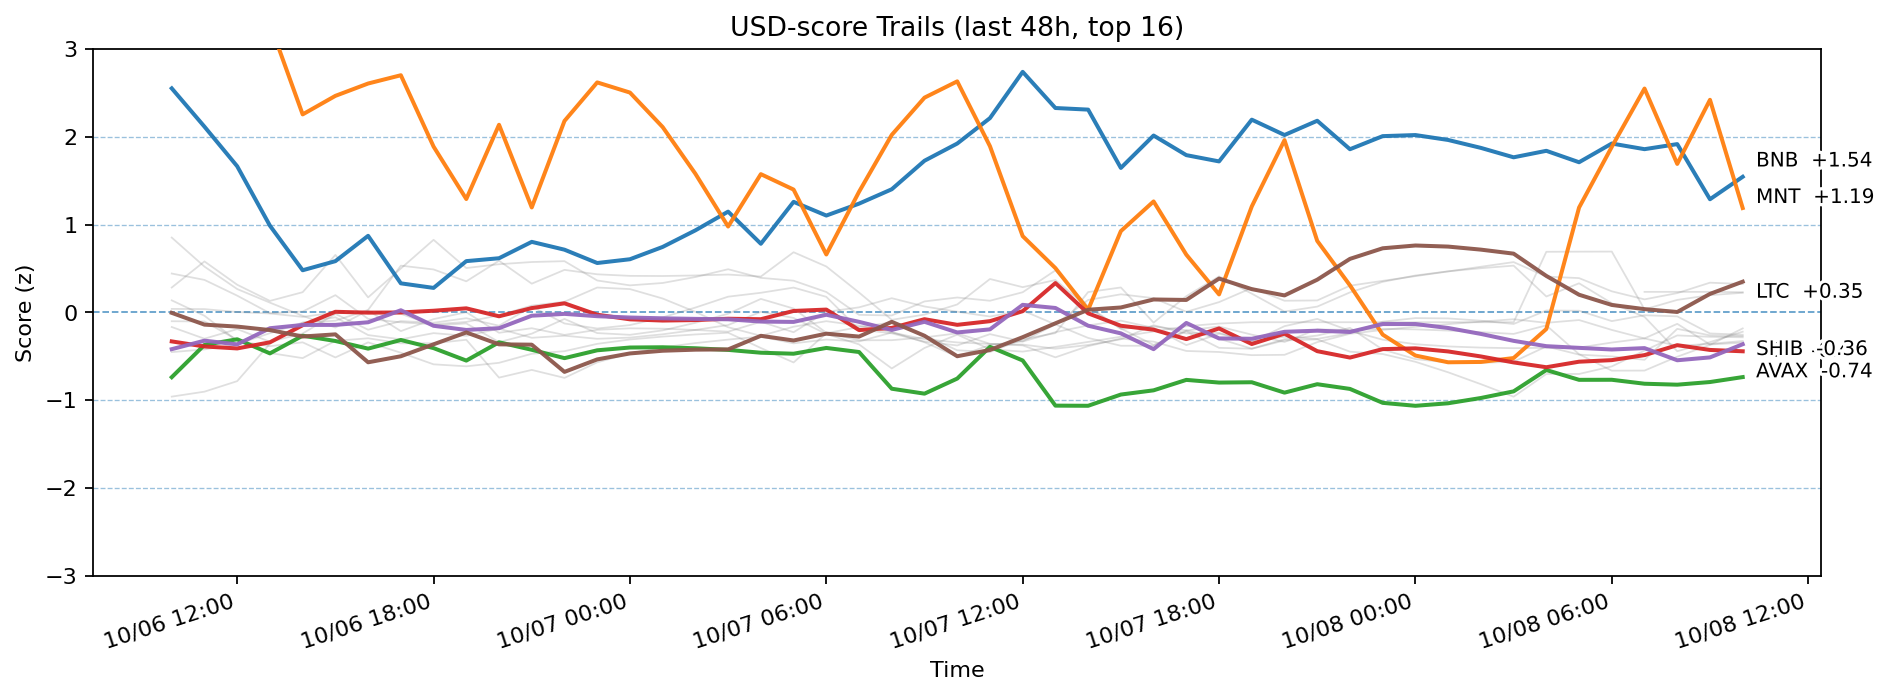 USD-score Trails (last 48h, top 16)
Score (z)
3
2
1
0
−1
−2
−3
BNB +1.54
MNT +1.19
LTC +0.35
SHIB -0.36
AVAX -0.74
10/06 12:00
10/06 18:00
10/07 00:00
10/07 06:00
10/07 12:00
10/07 18:00
10/08 00:00
10/08 06:00
10/08 12:00
Time